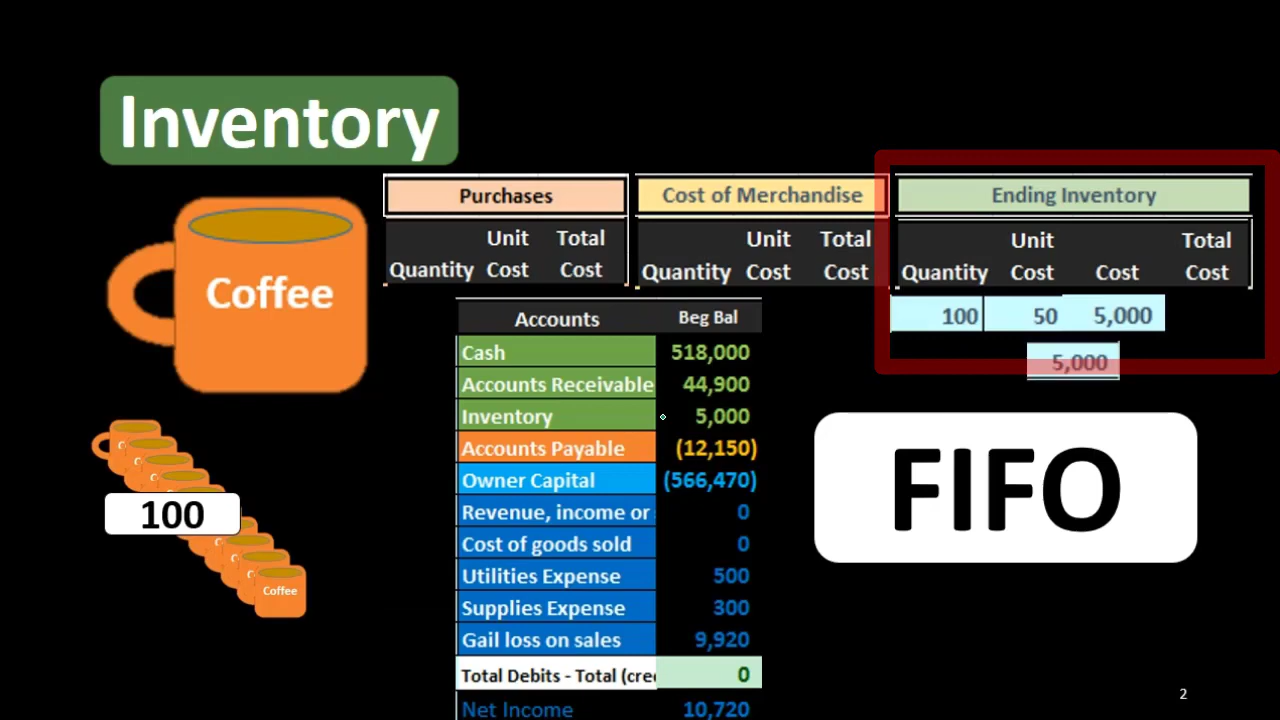 Inventory
Purchases
Cost of Merchandise
Ending Inventory
Unit Total
Quantity Cost Cost
Unit Total
Quantity Cost Cost
Unit Total
Quantity Cost Cost Cost
Coffee
100 50 5,000
5,000
Accounts Beg Bal
Cash 518,000
Accounts Receivable 44,900
Inventory 5,000
Accounts Payable (12,150)
Owner Capital (566,470)
Revenue, income or 0
Cost of goods sold 0
Utilities Expense 500
Supplies Expense 300
Gail loss on sales 9,920
Total Debits - Total (cre 0
Net Income 10,720
FIFO
100
Coffee
2